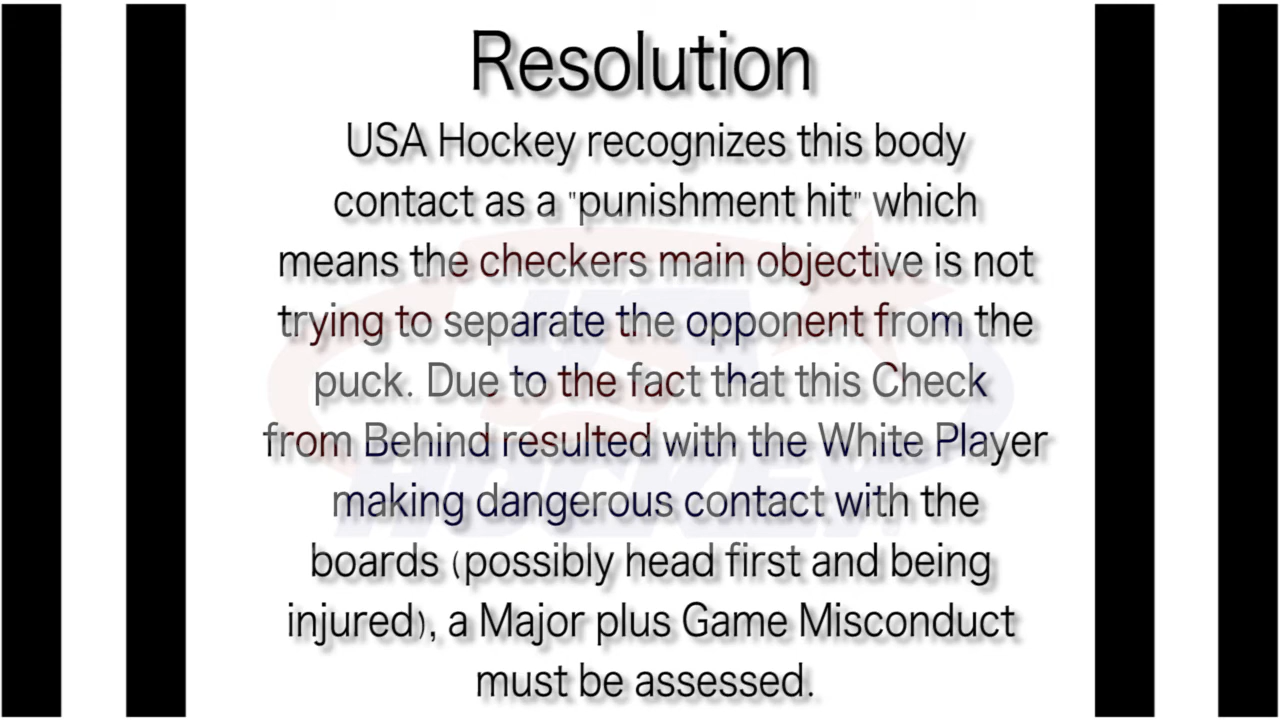 Resolution
USA Hockey recognizes this body
contact as a "punishment hit" which
means the checkers main objective is not
trying to separate the opponent from the
puck. Due to the fact that this Check
from Behind resulted with the White Player
making dangerous contact with the
boards (possibly head first and being
injured), a Major plus Game Misconduct
must be assessed.
USA
HOCKEY